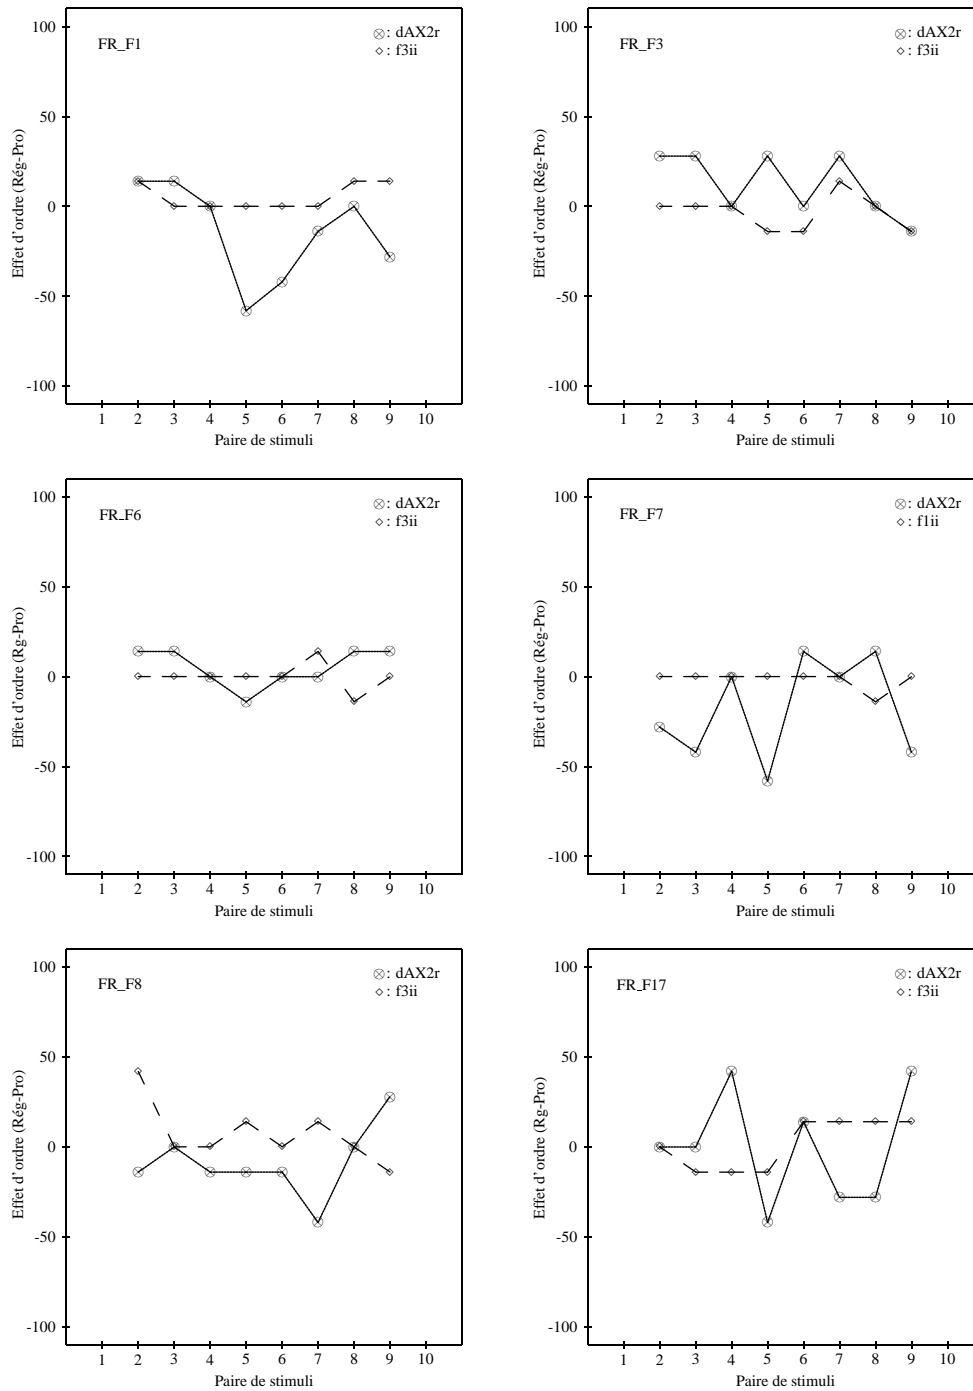 100
50
0
-50
-100
Effet d'ordre (Rég-Pro)
FR_F1
: dAX2r
: f3ii
1 2 3 4 5 6 7 8 9 10
Paire de stimuli
100
50
0
-50
-100
Effet d'ordre (Rég-Pro)
FR_F3
: dAX2r
: f3ii
1 2 3 4 5 6 7 8 9 10
Paire de stimuli
100
50
0
-50
-100
Effet d'ordre (Rg-Pro)
FR_F6
: dAX2r
: f3ii
1 2 3 4 5 6 7 8 9 10
Paire de stimuli
100
50
0
-50
-100
Effet d'ordre (Rég-Pro)
FR_F7
: dAX2r
: f1ii
1 2 3 4 5 6 7 8 9 10
Paire de stimuli
100
50
0
-50
-100
Effet d'ordre (Rég-Pro)
FR_F8
: dAX2r
: f3ii
1 2 3 4 5 6 7 8 9 10
Paire de stimuli
100
50
0
-50
-100
Effet d'ordre (Rg-Pro)
FR_F17
: dAX2r
: f3ii
1 2 3 4 5 6 7 8 9 10
Paire de stimuli